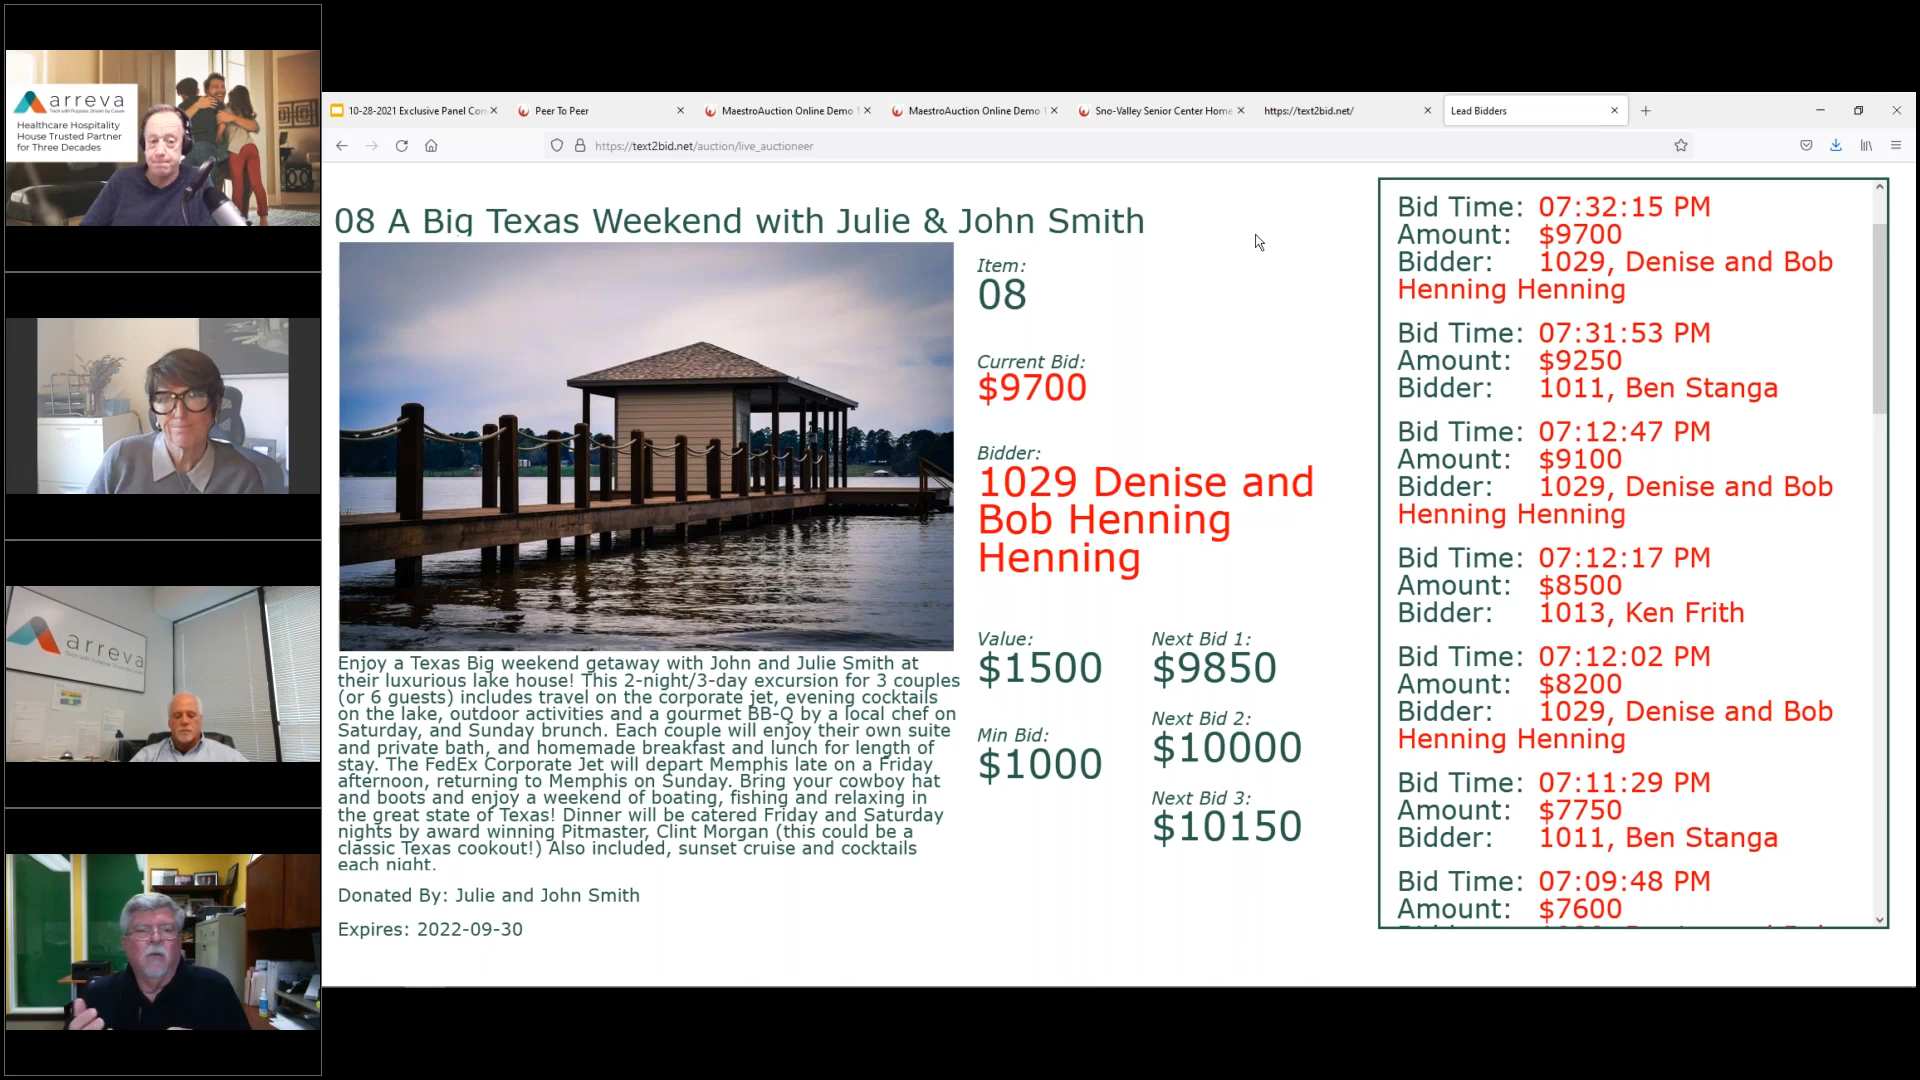 arreva
Tech with Purpose. Driven by Cause.
Healthcare Hospitality
House Trusted Partner
for Three Decades
arreva
10-28-2021 Exclusive Panel Con
Peer To Peer
MaestroAuction Online Demo
MaestroAuction Online Demo
Sno-Valley Senior Center Home
https://text2bid.net/
Lead Bidders
https://text2bid.net/auction/live_auctioneer
08 A Big Texas Weekend with Julie & John Smith
Item:
08
Current Bid:
$9700
Bidder:
1029 Denise and
Bob Henning
Henning
Value:
$1500
Min Bid:
$1000
Next Bid 1:
$9850
Next Bid 2:
$10000
Next Bid 3:
$10150
Enjoy a Texas Big weekend getaway with John and Julie Smith at
their luxurious lake house! This 2-night/3-day excursion for 3 couples
(or 6 guests) includes travel on the corporate jet, evening cocktails
on the lake, outdoor activities and a gourmet BB-Q by a local chef on
Saturday, and Sunday brunch. Each couple will enjoy their own suite
and private bath, and homemade breakfast and lunch for length of
stay. The FedEx Corporate Jet will depart Memphis late on a Friday
afternoon, returning to Memphis on Sunday. Bring your cowboy hat
and boots and enjoy a weekend of boating, fishing and relaxing in
the great state of Texas! Dinner will be catered Friday and Saturday
nights by award winning Pitmaster, Clint Morgan (this could be a
classic Texas cookout!) Also included, sunset cruise and cocktails
each night.
Donated By: Julie and John Smith
Expires: 2022-09-30
Bid Time: 07:32:15 PM
Amount: $9700
Bidder: 1029, Denise and Bob
Henning Henning
Bid Time: 07:31:53 PM
Amount: $9250
Bidder: 1011, Ben Stanga
Bid Time: 07:12:47 PM
Amount: $9100
Bidder: 1029, Denise and Bob
Henning Henning
Bid Time: 07:12:17 PM
Amount: $8500
Bidder: 1013, Ken Frith
Bid Time: 07:12:02 PM
Amount: $8200
Bidder: 1029, Denise and Bob
Henning Henning
Bid Time: 07:11:29 PM
Amount: $7750
Bidder: 1011, Ben Stanga
Bid Time: 07:09:48 PM
Amount: $7600